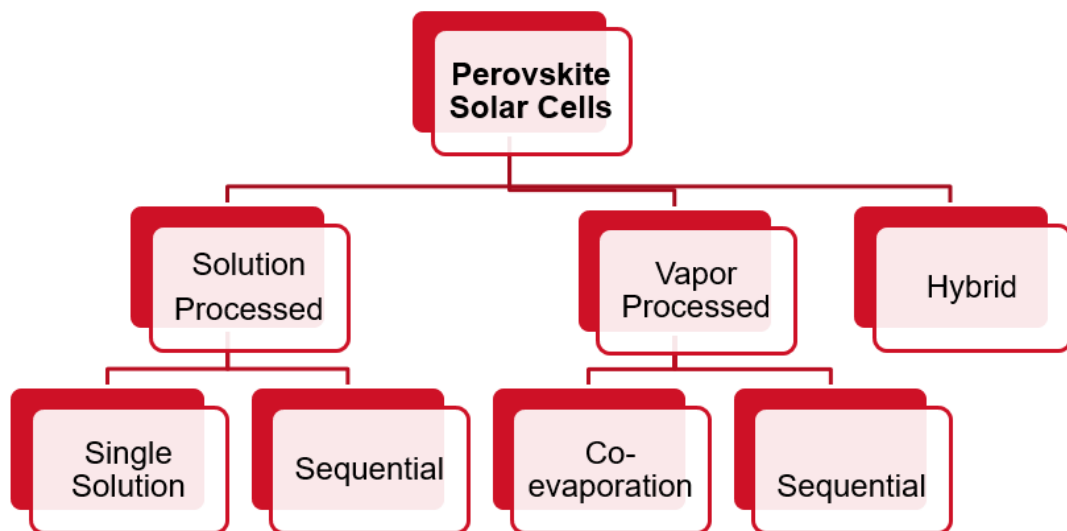 Perovskite
Solar Cells
Solution
Processed
Vapor
Processed
Hybrid
Single
Solution
Sequential
Co-
evaporation
Sequential